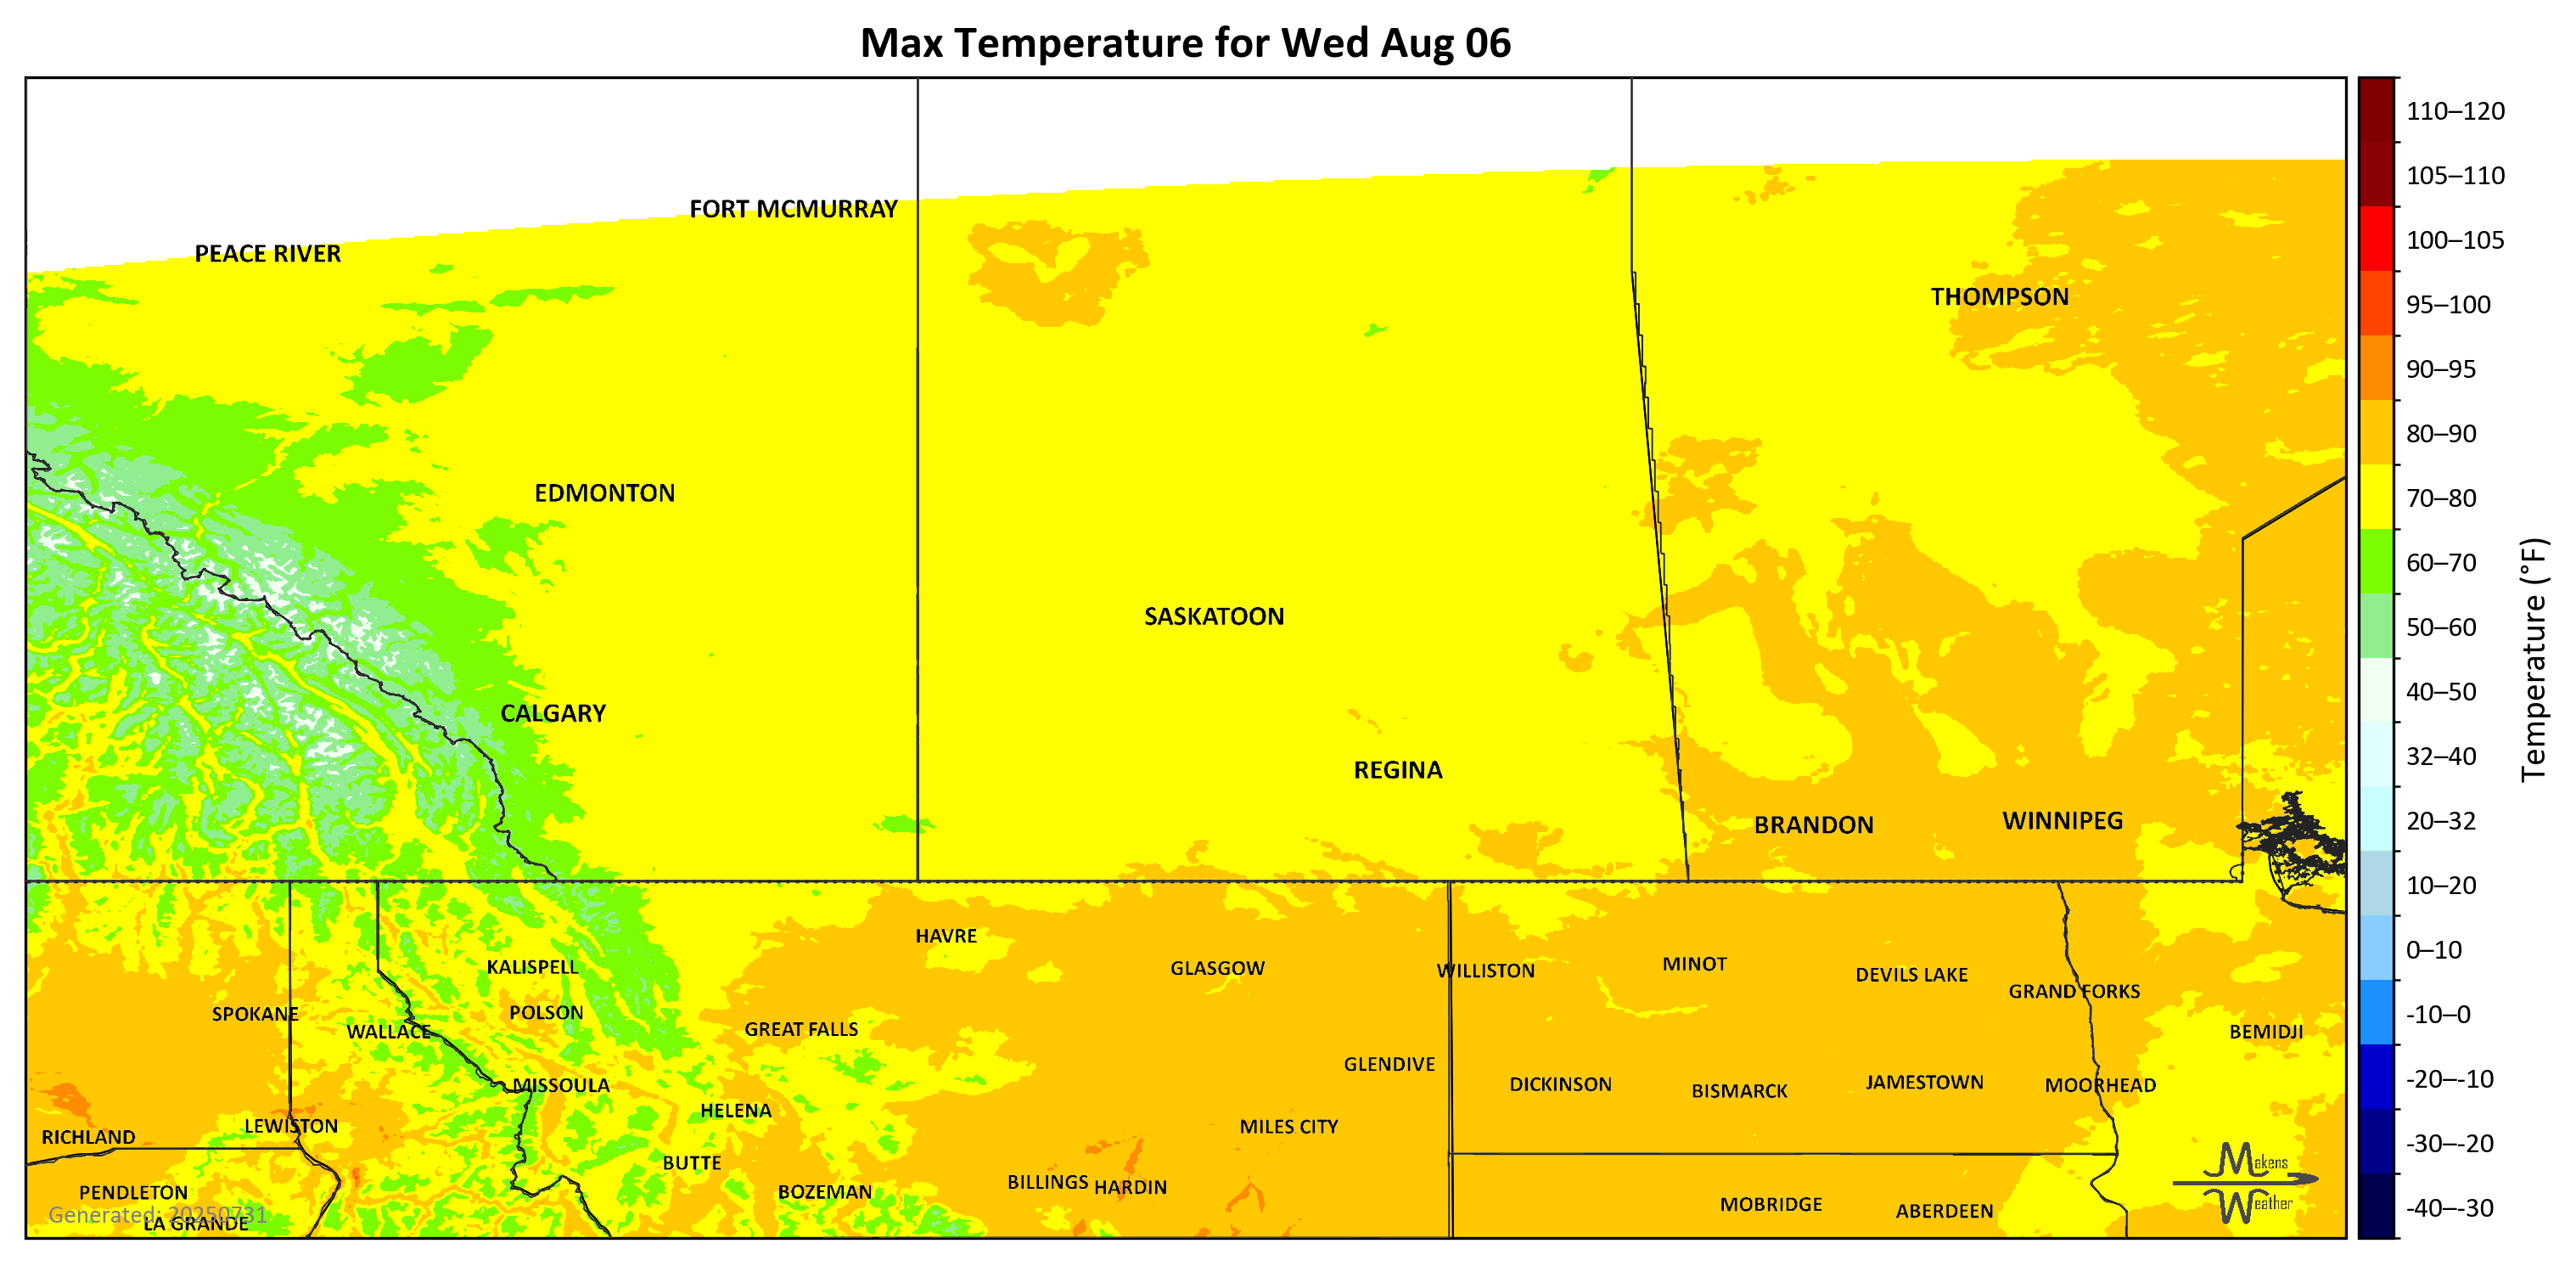 Max Temperature for Wed Aug 06
110–120
105–110
FORT MCMURRAY
100–105
PEACE RIVER
THOMPSON
95–100
90–95
80–90
EDMONTON
70–80
60–70
SASKATOON
50–60
Temperature (°F)
40–50
CALGARY
32–40
REGINA
20–32
BRANDON
WINNIPEG
10–20
HAVRE
0–10
KALISPELL
GLASGOW
WILLISTON
MINOT
DEVILS LAKE
GRAND FORKS
SPOKANE
POLSON
-10–0
WALLACE
GREAT FALLS
BEMIDJI
GLENDIVE
-20–-10
MISSOULA
DICKINSON
BISMARCK
JAMESTOWN
MOORHEAD
HELENA
LEWISTON
MILES CITY
RICHLAND
-30–-20
BUTTE
Makens
Weather
BILLINGS
HARDIN
PENDLETON
BOZEMAN
MOBRIDGE
ABERDEEN
-40–-30
Generated: 20250731
LA GRANDE